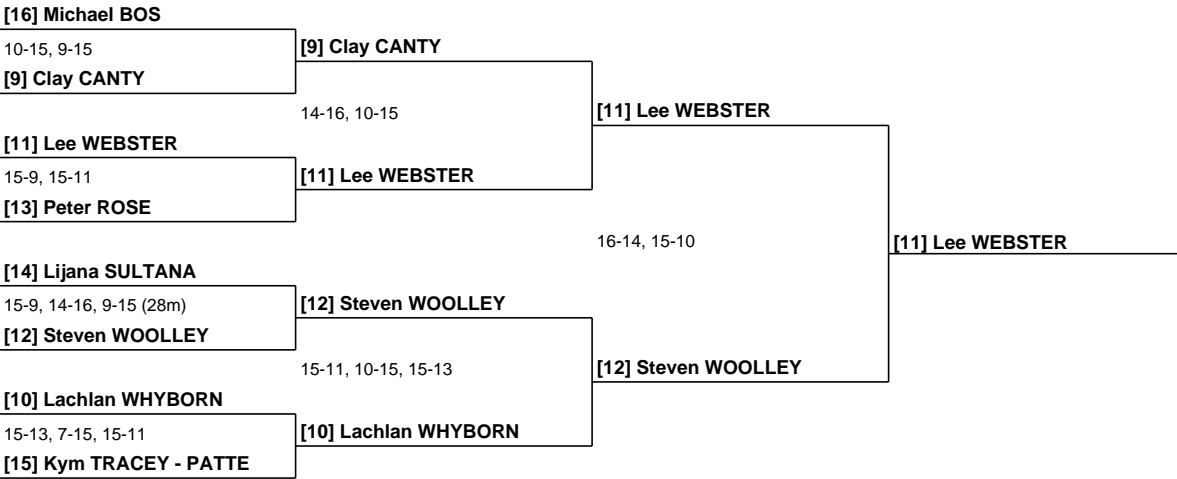 [16] Michael BOS
10-15, 9-15
[9] Clay CANTY
[9] Clay CANTY
14-16, 10-15
[11] Lee WEBSTER
[11] Lee WEBSTER
15-9, 15-11
[11] Lee WEBSTER
[13] Peter ROSE
16-14, 15-10
[11] Lee WEBSTER
[14] Lijana SULTANA
15-9, 14-16, 9-15 (28m)
[12] Steven WOOLLEY
[12] Steven WOOLLEY
15-11, 10-15, 15-13
[12] Steven WOOLLEY
[10] Lachlan WHYBORN
15-13, 7-15, 15-11
[10] Lachlan WHYBORN
[15] Kym TRACEY - PATTE